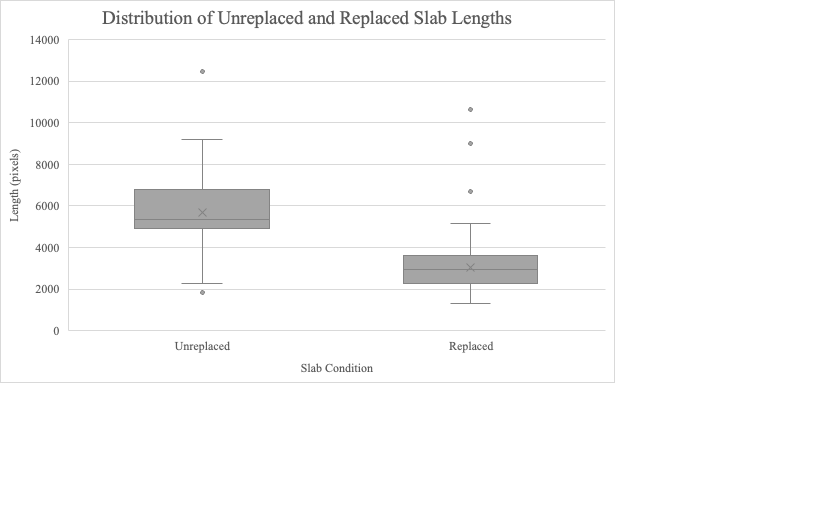 Distribution of Unreplaced and Replaced Slab Lengths
14000
12000
10000
8000
6000
4000
2000
0
Length (pixels)
Unreplaced
Replaced
Slab Condition